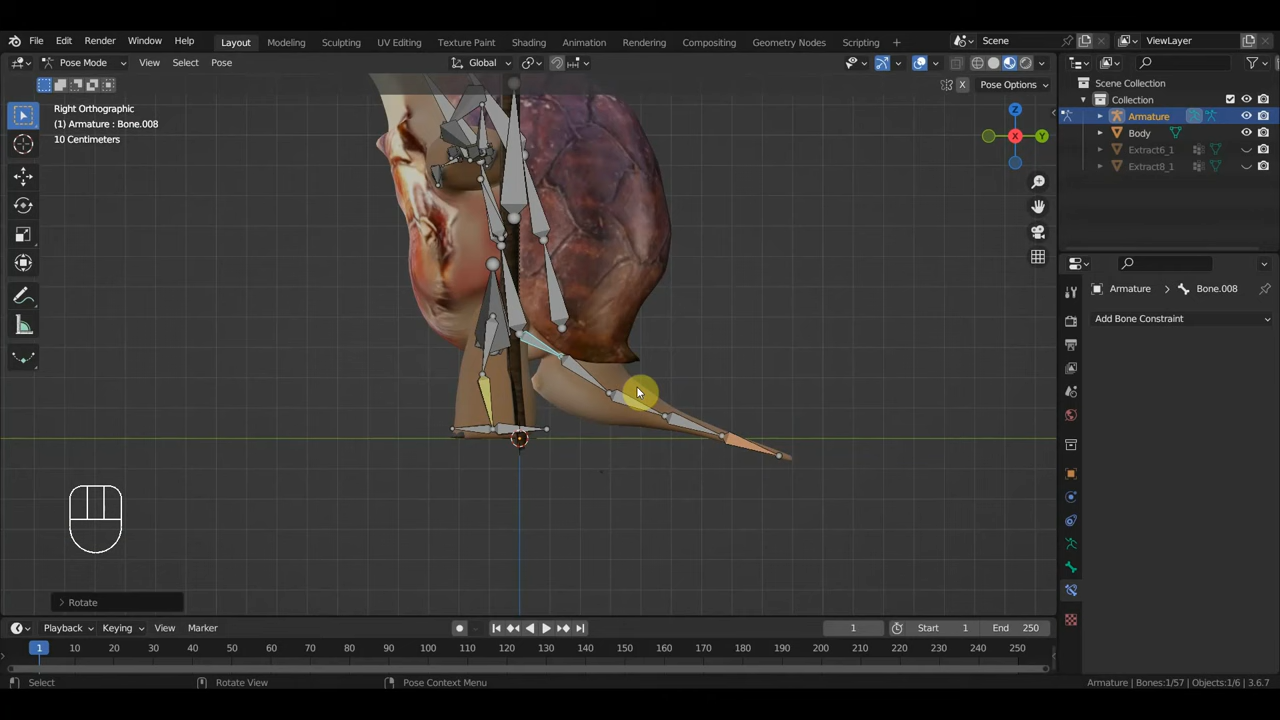 File Edit Render Window Help Layout Modeling Sculpting UV Editing Texture Paint Shading Animation Rendering Compositing Geometry Nodes Scripting + Scene ViewLayer
Pose Mode View Select Pose Global
X Pose Options
Right Orthographic
(1) Armature : Bone.008
10 Centimeters
Z
X
Y
Scene Collection
Collection
Armature
Body
Extract6_1
Extract8_1
Armature > Bone.008
Add Bone Constraint
Rotate
Playback Keying View Marker 1 Start 1 End 250
1 10 20 30 40 50 60 70 80 90 100 110 120 130 140 150 160 170 180 190 200 210 220 230 240 250
Select Rotate View Pose Context Menu Armature | Bones:1/57 | Objects:1/6 | 3.6.7